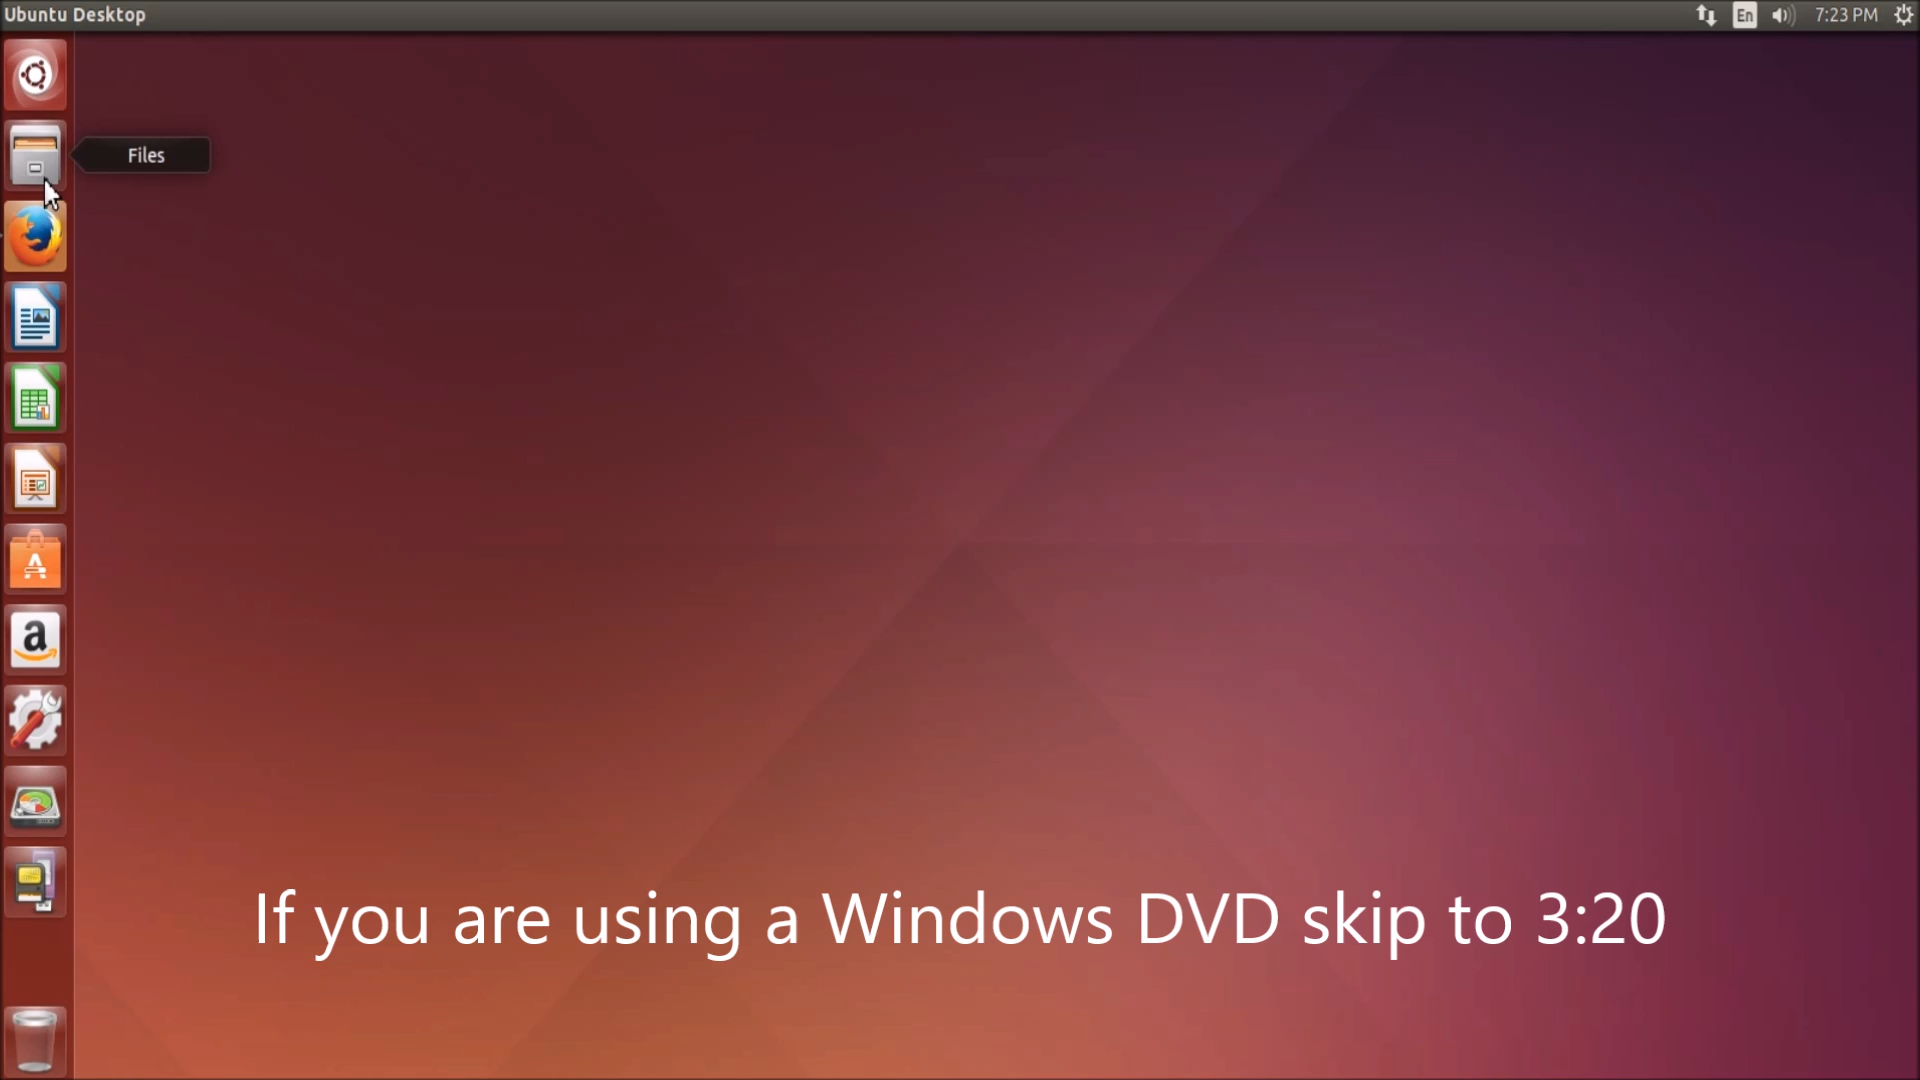 Ubuntu Desktop
En
7:23 PM
Files
A
a
If you are using a Windows DVD skip to 3:20